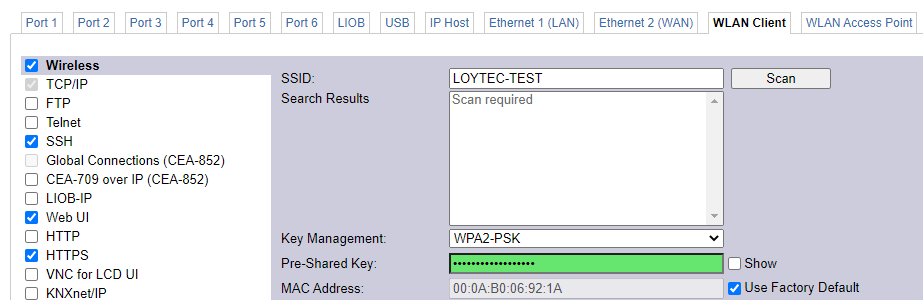 Port 1 Port 2 Port 3 Port 4 Port 5 Port 6 LIOB USB IP Host Ethernet 1 (LAN) Ethernet 2 (WAN) WLAN Client WLAN Access Point
Wireless
TCP/IP
FTP
Telnet
SSH
Global Connections (CEA-852)
CEA-709 over IP (CEA-852)
LIOB-IP
Web UI
HTTP
HTTPS
VNC for LCD UI
KNXnet/IP
SSID: LOYTEC-TEST Scan
Search Results Scan required
Key Management: WPA2-PSK
Pre-Shared Key: ••••••••••••••••• Show
MAC Address: 00:0A:B0:06:92:1A Use Factory Default